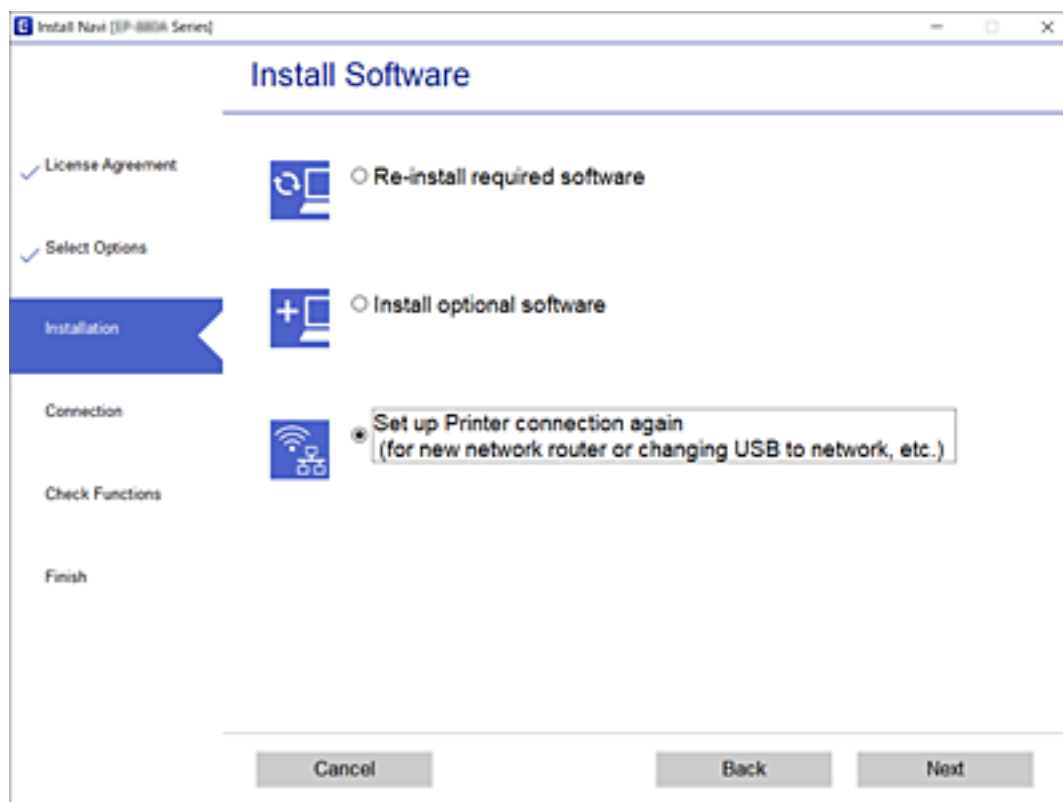 Install Navi [EP-880A Series]
Install Software
License Agreement
Select Options
Installation
Connection
Check Functions
Finish
Re-install required software
Install optional software
Set up Printer connection again
(for new network router or changing USB to network, etc.)
Cancel
Back
Next